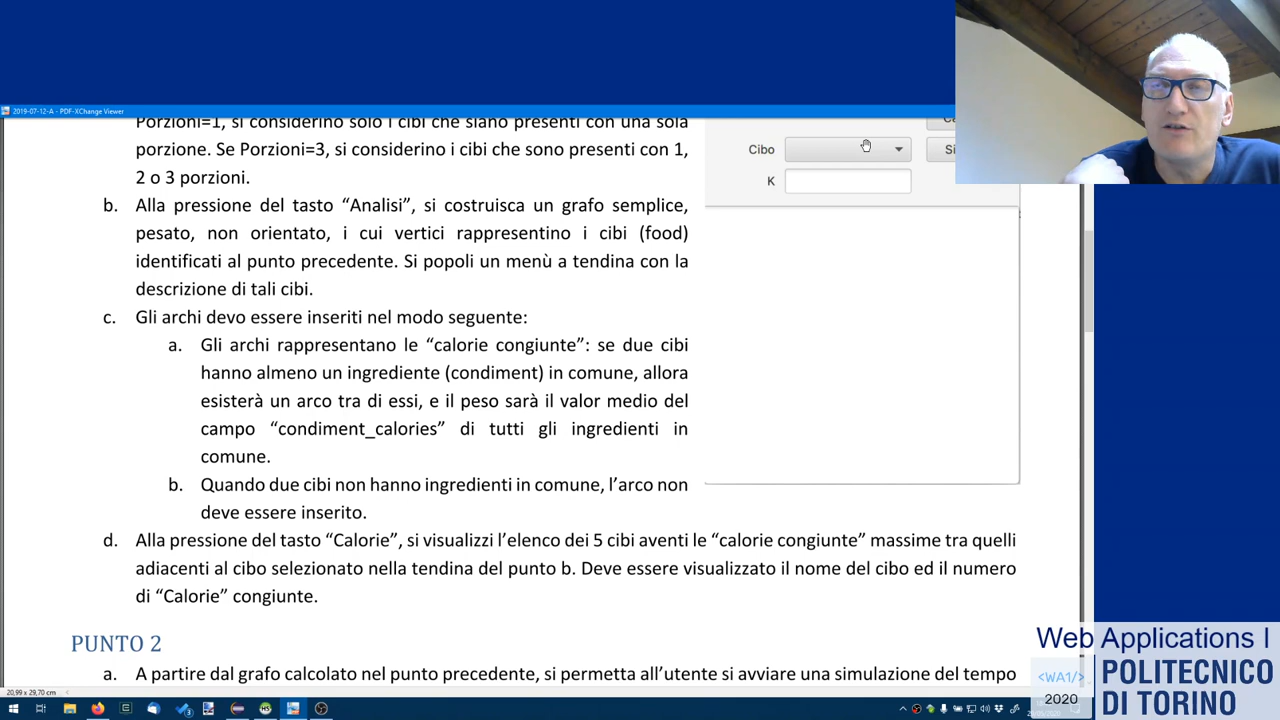 2019-07-12-A - PDF-XChange Viewer
Porzioni=1, si considerino solo i cibi che siano presenti con una sola
porzione. Se Porzioni=3, si considerino i cibi che sono presenti con 1,
2 o 3 porzioni.
b. Alla pressione del tasto “Analisi”, si costruisca un grafo semplice,
pesato, non orientato, i cui vertici rappresentino i cibi (food)
identificati al punto precedente. Si popoli un menù a tendina con la
descrizione di tali cibi.
c. Gli archi devo essere inseriti nel modo seguente:
a. Gli archi rappresentano le “calorie congiunte”: se due cibi
hanno almeno un ingrediente (condiment) in comune, allora
esisterà un arco tra di essi, e il peso sarà il valor medio del
campo “condiment_calories” di tutti gli ingredienti in
comune.
b. Quando due cibi non hanno ingredienti in comune, l’arco non
deve essere inserito.
d. Alla pressione del tasto “Calorie”, si visualizzi l’elenco dei 5 cibi aventi le “calorie congiunte” massime tra quelli
adiacenti al cibo selezionato nella tendina del punto b. Deve essere visualizzato il nome del cibo ed il numero
di “Calorie” congiunte.
PUNTO 2
a. A partire dal grafo calcolato nel punto precedente, si permetta all’utente si avviare una simulazione del tempo
Cibo
Si
K
20,99 x 29,70 cm
Web Applications I
<WA1/>
2020
POLITECNICO
DI TORINO